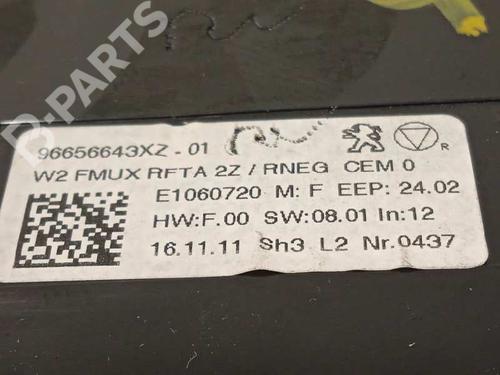 B-PARTS
96656643XZ-01
W2 FMUX RFTA 2Z / RNEG CEM 0
E1060720 M: F EEP: 24.02
HW:F.00 SW:08.01 In:12
16.11.11 Sh3 L2 Nr.0437
R